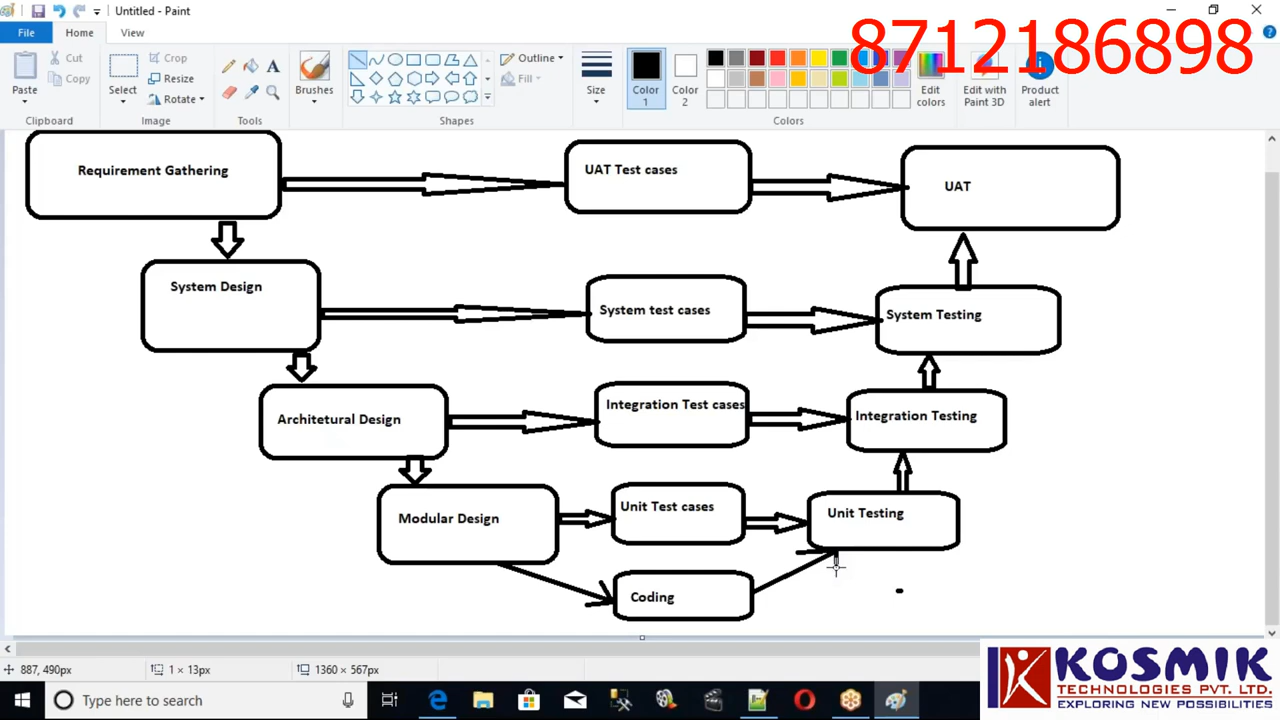 Untitled - Paint
8712186898
File
Home
View
Paste
Cut
Copy
Clipboard
Select
Crop
Resize
Rotate
Image
A
Tools
Brushes
Outline
Fill
Shapes
Size
Color 1
Color 2
Edit colors
Colors
Edit with Paint 3D
Product alert
Requirement Gathering
UAT Test cases
UAT
System Design
System test cases
System Testing
Architetural Design
Integration Test cases
Integration Testing
Modular Design
Unit Test cases
Unit Testing
Coding
887, 490px
1 × 13px
1360 × 567px
Type here to search
KOSMIK
TECHNOLOGIES PVT. LTD.
EXPLORING NEW POSSIBILITIES